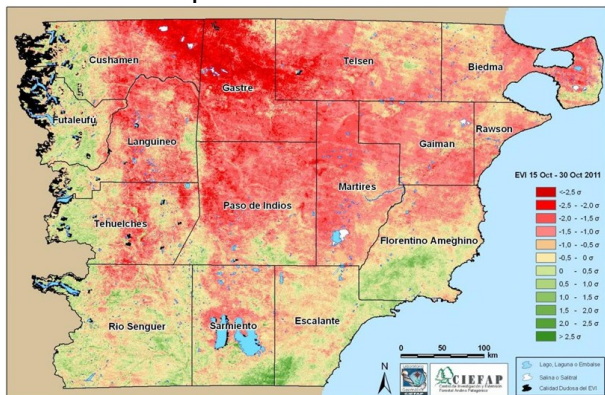 Cushamen
Telsen
Biedma
Gastre
Futaleufú
Languineo
Gaiman
Rawson
Martires
Paso de Indios
Tehuelches
Florentino Ameghino
Rio Senguer
Sarmiento
Escalante
EVI 15 Oct - 30 Oct 2011
<-2,5 σ
-2,5 - -2,0 σ
-2,0 - -1,5 σ
-1,5 - -1,0 σ
-1,0 - -0,5 σ
-0,5 - 0 σ
0 - 0,5 σ
0,5 - 1,0 σ
1,0 - 1,5 σ
1,5 - 2,0 σ
2,0 - 2,5 σ
> 2,5 σ
0 50 100
km
N
CIEFAP
Lago, Laguna o Embalse
Salina o Salitral
Calidad Dudosa del EVI